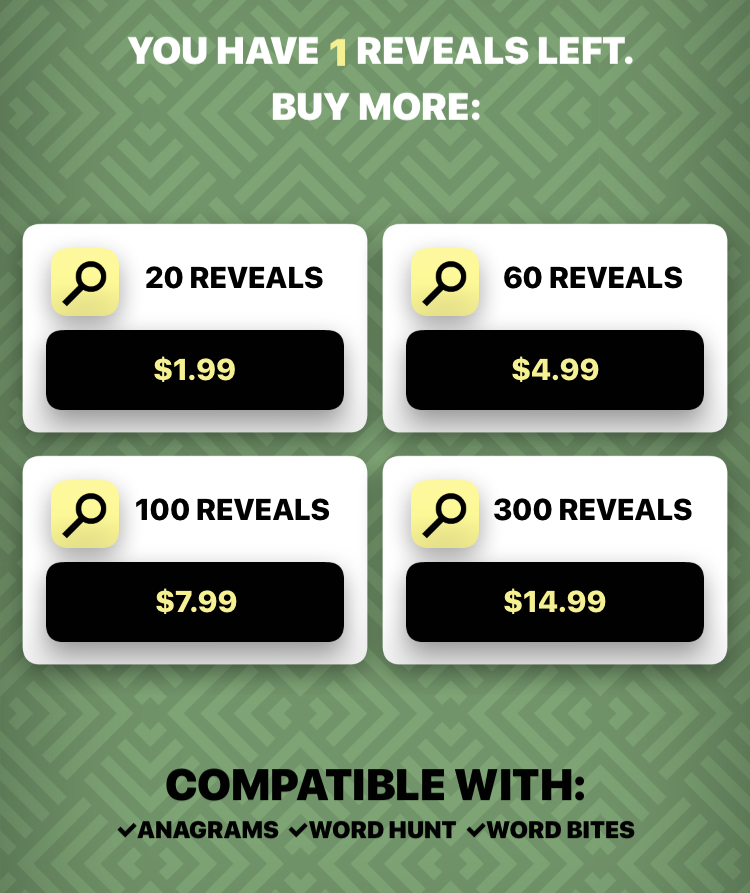 YOU HAVE 1 REVEALS LEFT.
BUY MORE:
20 REVEALS
$1.99
60 REVEALS
$4.99
100 REVEALS
$7.99
300 REVEALS
$14.99
COMPATIBLE WITH:
✓ANAGRAMS ✓WORD HUNT ✓WORD BITES